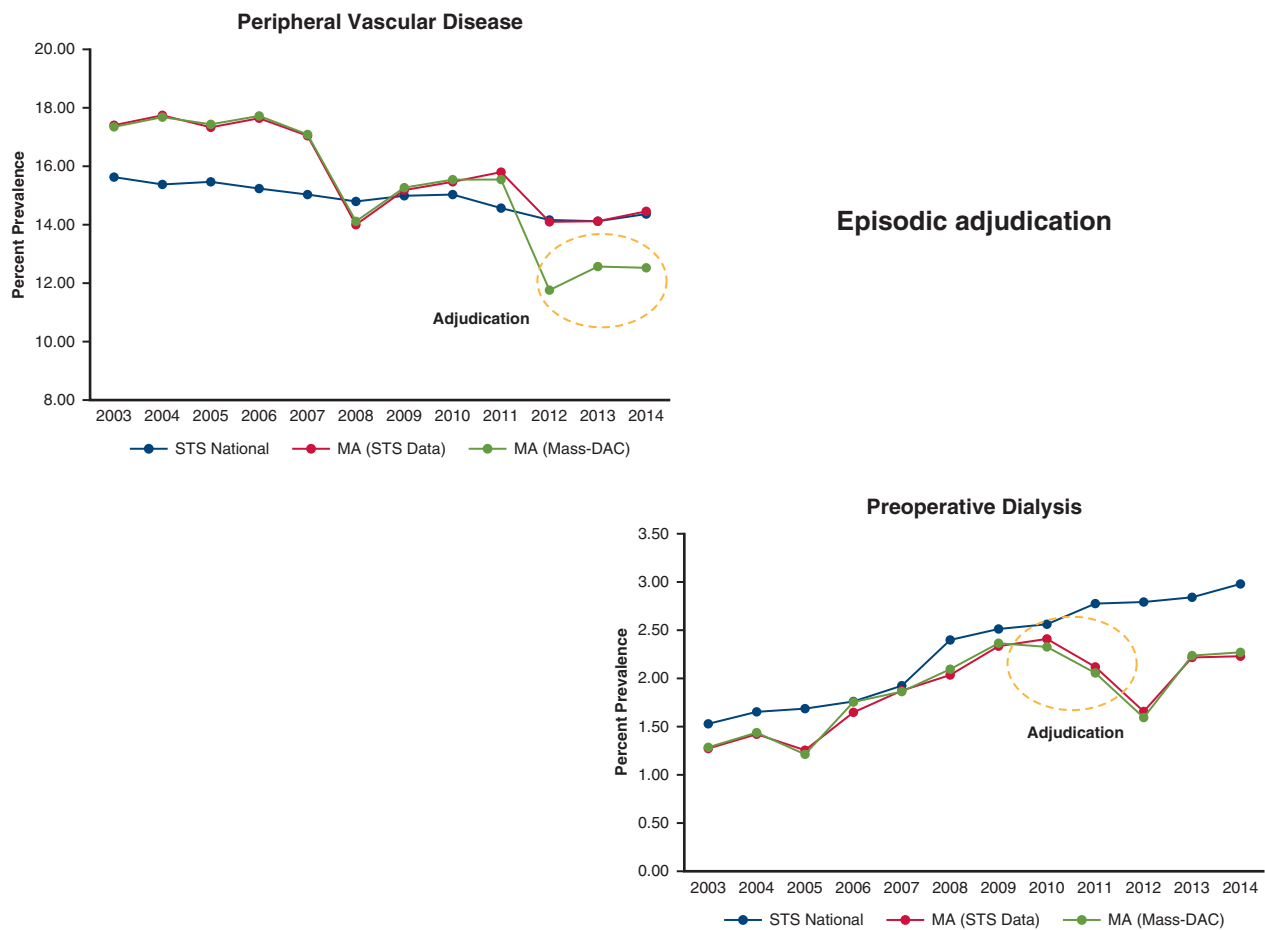 Peripheral Vascular Disease
20.00
18.00
16.00
14.00
12.00
10.00
8.00
Percent Prevalence
Adjudication
2003 2004 2005 2006 2007 2008 2009 2010 2011 2012 2013 2014
STS National MA (STS Data) MA (Mass-DAC)
Episodic adjudication
Preoperative Dialysis
3.50
3.00
2.50
2.00
1.50
1.00
0.50
0.00
Percent Prevalence
Adjudication
2003 2004 2005 2006 2007 2008 2009 2010 2011 2012 2013 2014
STS National MA (STS Data) MA (Mass-DAC)